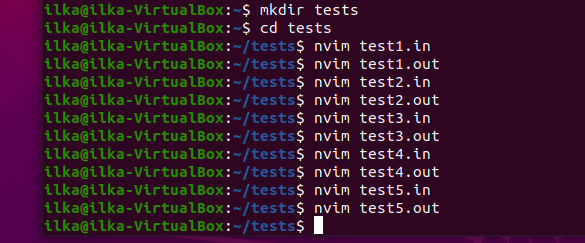 ilka@ilka-VirtualBox:~$ mkdir tests
ilka@ilka-VirtualBox:~$ cd tests
ilka@ilka-VirtualBox:~/tests$ nvim test1.in
ilka@ilka-VirtualBox:~/tests$ nvim test1.out
ilka@ilka-VirtualBox:~/tests$ nvim test2.in
ilka@ilka-VirtualBox:~/tests$ nvim test2.out
ilka@ilka-VirtualBox:~/tests$ nvim test3.in
ilka@ilka-VirtualBox:~/tests$ nvim test3.out
ilka@ilka-VirtualBox:~/tests$ nvim test4.in
ilka@ilka-VirtualBox:~/tests$ nvim test4.out
ilka@ilka-VirtualBox:~/tests$ nvim test5.in
ilka@ilka-VirtualBox:~/tests$ nvim test5.out
ilka@ilka-VirtualBox:~/tests$